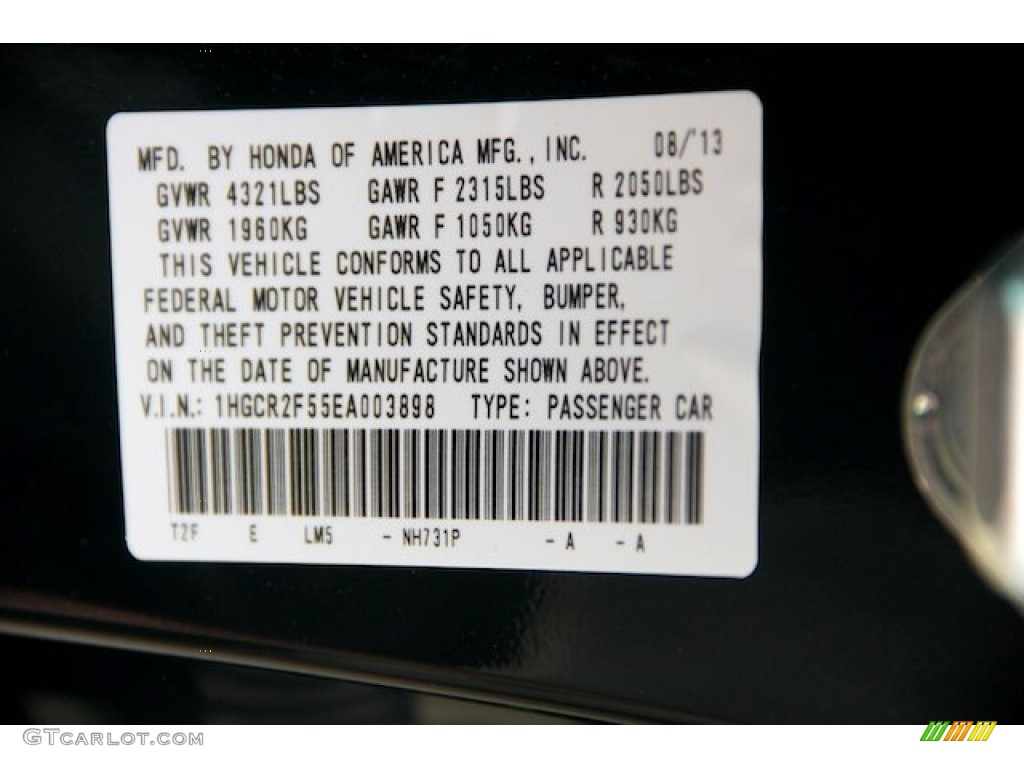 MFD. BY HONDA OF AMERICA MFG., INC. 08/'13
GVWR 4321LBS GAWR F 2315LBS R 2050LBS
GVWR 1960KG GAWR F 1050KG R 930KG
THIS VEHICLE CONFORMS TO ALL APPLICABLE
FEDERAL MOTOR VEHICLE SAFETY, BUMPER,
AND THEFT PREVENTION STANDARDS IN EFFECT
ON THE DATE OF MANUFACTURE SHOWN ABOVE.
V.I.N.: 1HGCR2F55EA003898 TYPE: PASSENGER CAR
T2F E LM5 - NH731P - A - A
GTCARLOT.COM